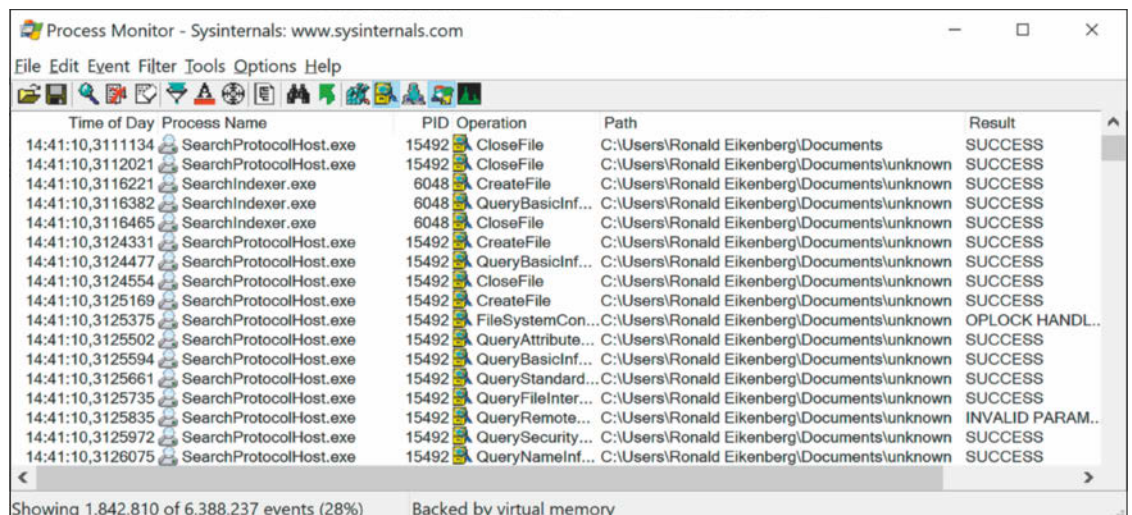 Process Monitor - Sysinternals: www.sysinternals.com
File Edit Event Filter Tools Options Help
Time of Day Process Name PID Operation Path Result
14:41:10,3111134 SearchProtocolHost.exe 15492 CloseFile C:\Users\Ronald Eikenberg\Documents SUCCESS
14:41:10,3112021 SearchProtocolHost.exe 15492 CloseFile C:\Users\Ronald Eikenberg\Documents\unknown SUCCESS
14:41:10,3116221 SearchIndexer.exe 6048 CreateFile C:\Users\Ronald Eikenberg\Documents\unknown SUCCESS
14:41:10,3116382 SearchIndexer.exe 6048 QueryBasicInf... C:\Users\Ronald Eikenberg\Documents\unknown SUCCESS
14:41:10,3116465 SearchIndexer.exe 6048 CloseFile C:\Users\Ronald Eikenberg\Documents\unknown SUCCESS
14:41:10,3124331 SearchProtocolHost.exe 15492 CreateFile C:\Users\Ronald Eikenberg\Documents\unknown SUCCESS
14:41:10,3124477 SearchProtocolHost.exe 15492 QueryBasicInf... C:\Users\Ronald Eikenberg\Documents\unknown SUCCESS
14:41:10,3124554 SearchProtocolHost.exe 15492 CloseFile C:\Users\Ronald Eikenberg\Documents\unknown SUCCESS
14:41:10,3125169 SearchProtocolHost.exe 15492 CreateFile C:\Users\Ronald Eikenberg\Documents\unknown SUCCESS
14:41:10,3125375 SearchProtocolHost.exe 15492 FileSystemCon... C:\Users\Ronald Eikenberg\Documents\unknown OPLOCK HANDL...
14:41:10,3125502 SearchProtocolHost.exe 15492 QueryAttribute... C:\Users\Ronald Eikenberg\Documents\unknown SUCCESS
14:41:10,3125594 SearchProtocolHost.exe 15492 QueryBasicInf... C:\Users\Ronald Eikenberg\Documents\unknown SUCCESS
14:41:10,3125661 SearchProtocolHost.exe 15492 QueryStandard... C:\Users\Ronald Eikenberg\Documents\unknown SUCCESS
14:41:10,3125735 SearchProtocolHost.exe 15492 QueryFileInter... C:\Users\Ronald Eikenberg\Documents\unknown SUCCESS
14:41:10,3125835 SearchProtocolHost.exe 15492 QueryRemote... C:\Users\Ronald Eikenberg\Documents\unknown INVALID PARAM...
14:41:10,3125972 SearchProtocolHost.exe 15492 QuerySecurity... C:\Users\Ronald Eikenberg\Documents\unknown SUCCESS
14:41:10,3126075 SearchProtocolHost.exe 15492 QueryNameInf... C:\Users\Ronald Eikenberg\Documents\unknown SUCCESS
Showing 1.842.810 of 6.388.237 events (28%) Backed by virtual memory